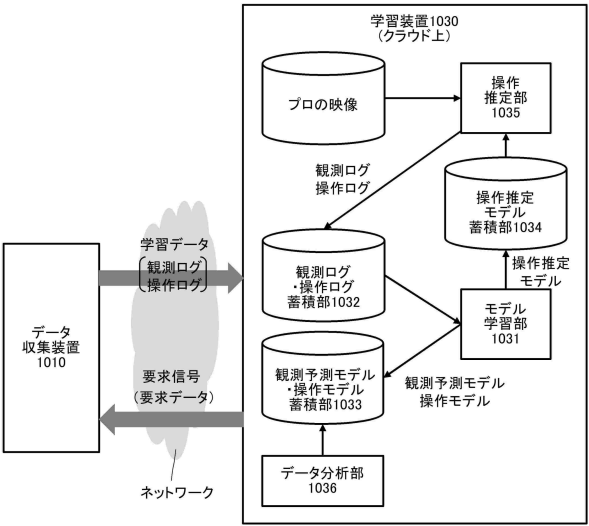 学習装置1030
(クラウド上)
プロの映像
操作
推定部
1035
観測ログ
操作ログ
操作推定
モデル
蓄積部1034
学習データ
観測ログ
操作ログ
観測ログ
・操作ログ
蓄積部1032
操作推定
モデル
データ
収集装置
1010
モデル
学習部
1031
要求信号
(要求データ)
観測予測モデル
・操作モデル
蓄積部1033
観測予測モデル
操作モデル
データ分析部
1036
ネットワーク